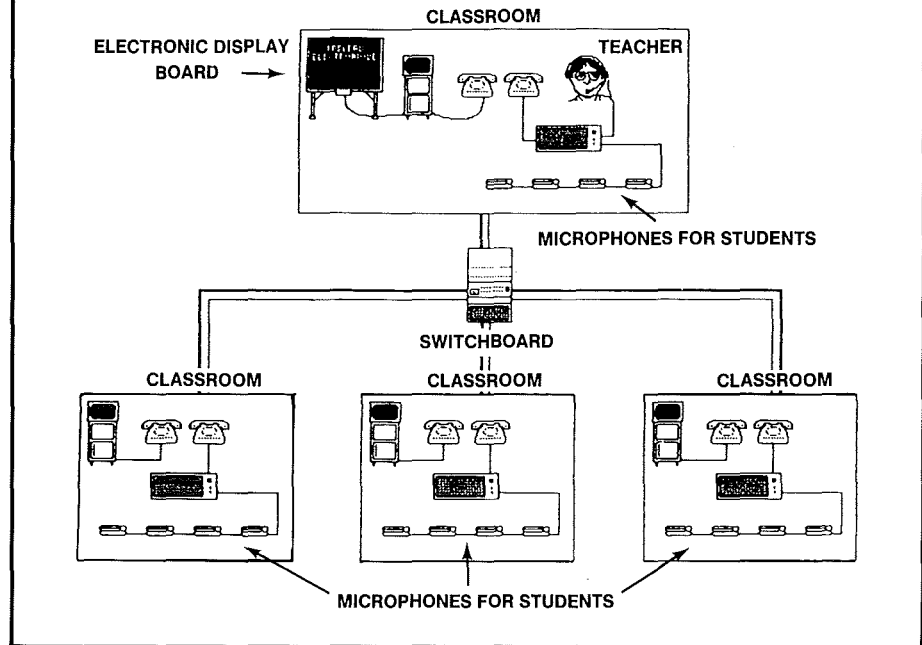 CLASSROOM
ELECTRONIC DISPLAY
BOARD
TEACHER
MICROPHONES FOR STUDENTS
SWITCHBOARD
CLASSROOM
CLASSROOM
CLASSROOM
MICROPHONES FOR STUDENTS